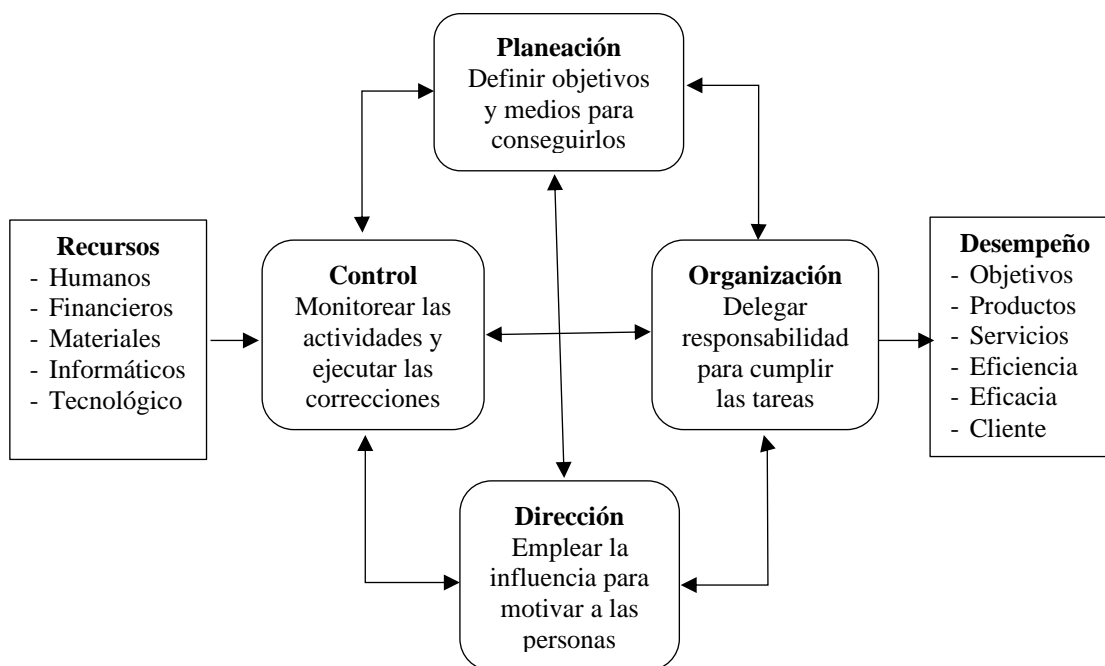 Planeación
Definir objetivos
y medios para
conseguirlos
Recursos
- Humanos
- Financieros
- Materiales
- Informáticos
- Tecnológico
Control
Monitorear las
actividades y
ejecutar las
correcciones
Organización
Delegar
responsabilidad
para cumplir
las tareas
Desempeño
- Objetivos
- Productos
- Servicios
- Eficiencia
- Eficacia
- Cliente
Dirección
Emplear la
influencia para
motivar a las
personas